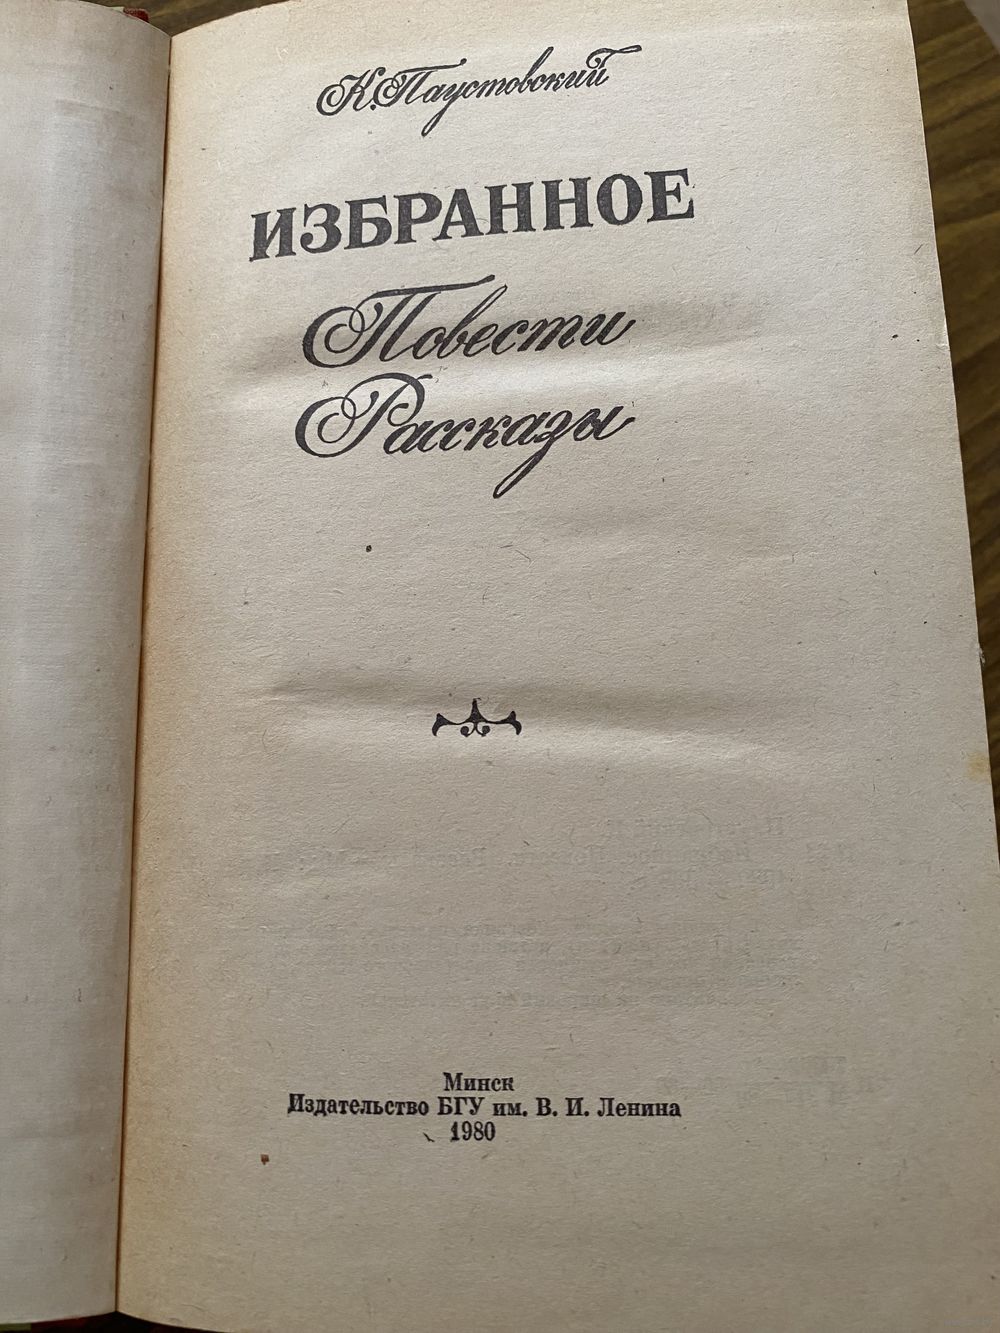 К. Паустовский
ИЗБРАННОЕ
Повести
Рассказы
Минск
Издательство БГУ им. В. И. Ленина
1980